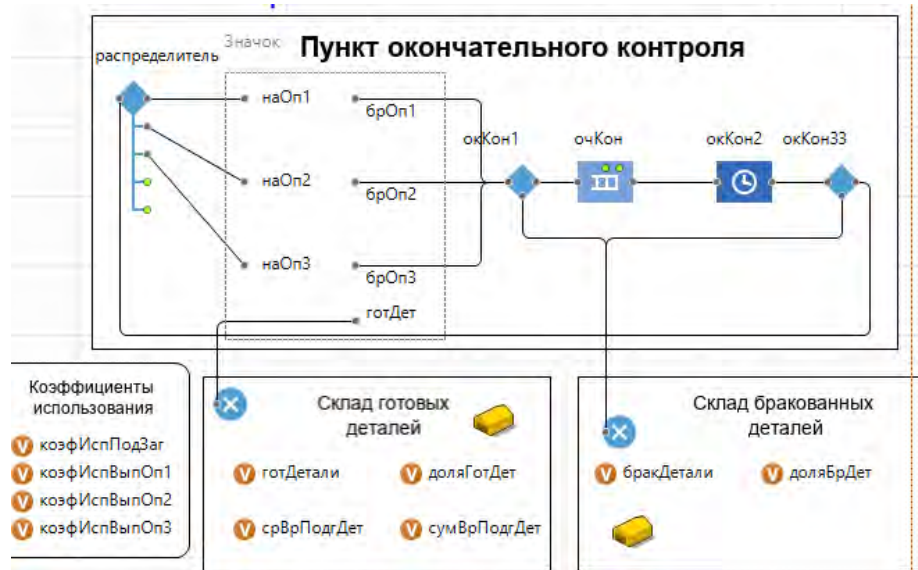 Значок
Пункт окончательного контроля
распределитель
наОп1
брОп1
окКон1
очКон
окКон2
окКон33
наОп2
брОп2
наОп3
брОп3
готДет
Коэффициенты
использования
V коэфИспПодЗаг
V коэфИспВыпОп1
V коэфИспВыпОп2
V коэфИспВыпОп3
Склад готовых
деталей
V готДетали
V доляГотДет
V срВрПодгДет
V сумВрПодгДет
Склад бракованных
деталей
V бракДетали
V доляБрДет